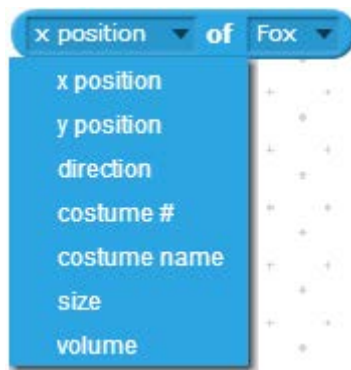 x position of Fox
x position
y position
direction
costume #
costume name
size
volume